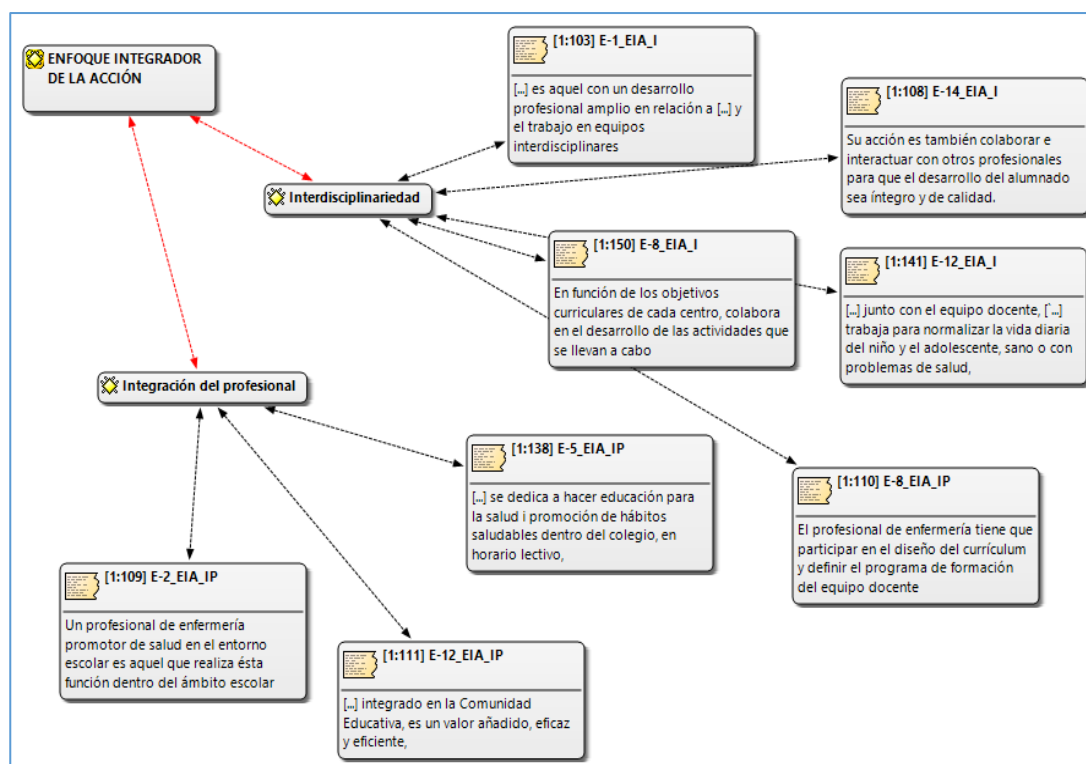 ENFOQUE INTEGRADOR
DE LA ACCIÓN
[1:103] E-1_EIA_I
[...] es aquel con un desarrollo
profesional amplio en relación a [...] y
el trabajo en equipos
interdisciplinares
[1:108] E-14_EIA_I
Su acción es también colaborar e
interactuar con otros profesionales
para que el desarrollo del alumnado
sea íntegro y de calidad.
Interdisciplinariedad
[1:150] E-8_EIA_I
En función de los objetivos
curriculares de cada centro, colabora
en el desarrollo de las actividades que
se llevan a cabo
[1:141] E-12_EIA_I
[...] junto con el equipo docente, [`...]
trabaja para normalizar la vida diaria
del niño y el adolescente, sano o con
problemas de salud,
Integración del profesional
[1:138] E-5_EIA_IP
[...] se dedica a hacer educación para
la salud i promoción de hábitos
saludables dentro del colegio, en
horario lectivo,
[1:110] E-8_EIA_IP
El profesional de enfermería tiene que
participar en el diseño del currículum
y definir el programa de formación
del equipo docente
[1:109] E-2_EIA_IP
Un profesional de enfermería
promotor de salud en el entorno
escolar es aquel que realiza ésta
función dentro del ámbito escolar
[1:111] E-12_EIA_IP
[...] integrado en la Comunidad
Educativa, es un valor añadido, eficaz
y eficiente,